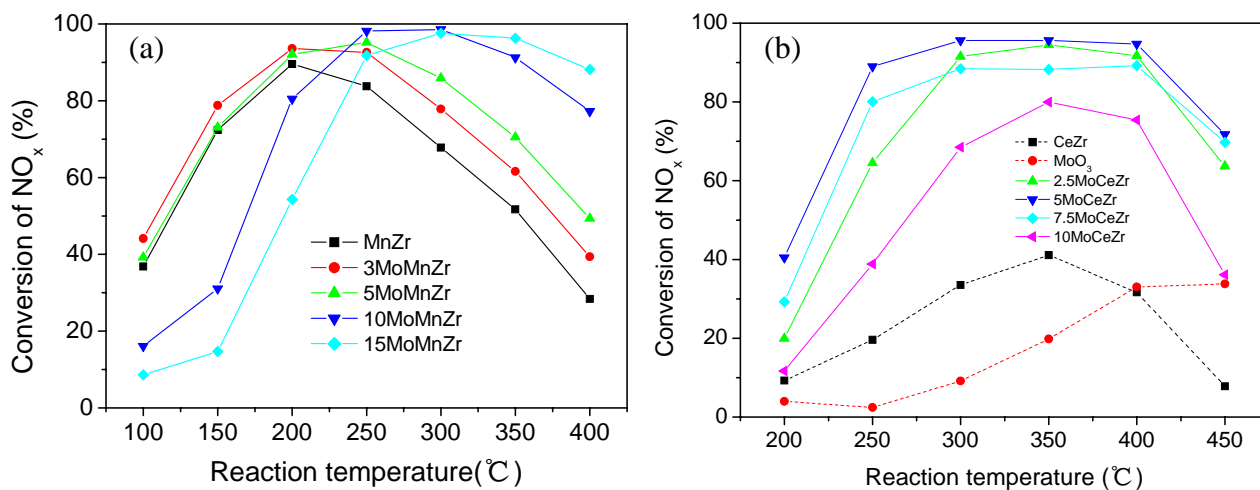 (a)
Conversion of NOx (%)
100
80
60
40
20
0
MnZr
3MoMnZr
5MoMnZr
10MoMnZr
15MoMnZr
100 150 200 250 300 350 400
Reaction temperature(℃)
(b)
Conversion of NOx (%)
100
80
60
40
20
0
CeZr
MoO3
2.5MoCeZr
5MoCeZr
7.5MoCeZr
10MoCeZr
200 250 300 350 400 450
Reaction temperature (℃)